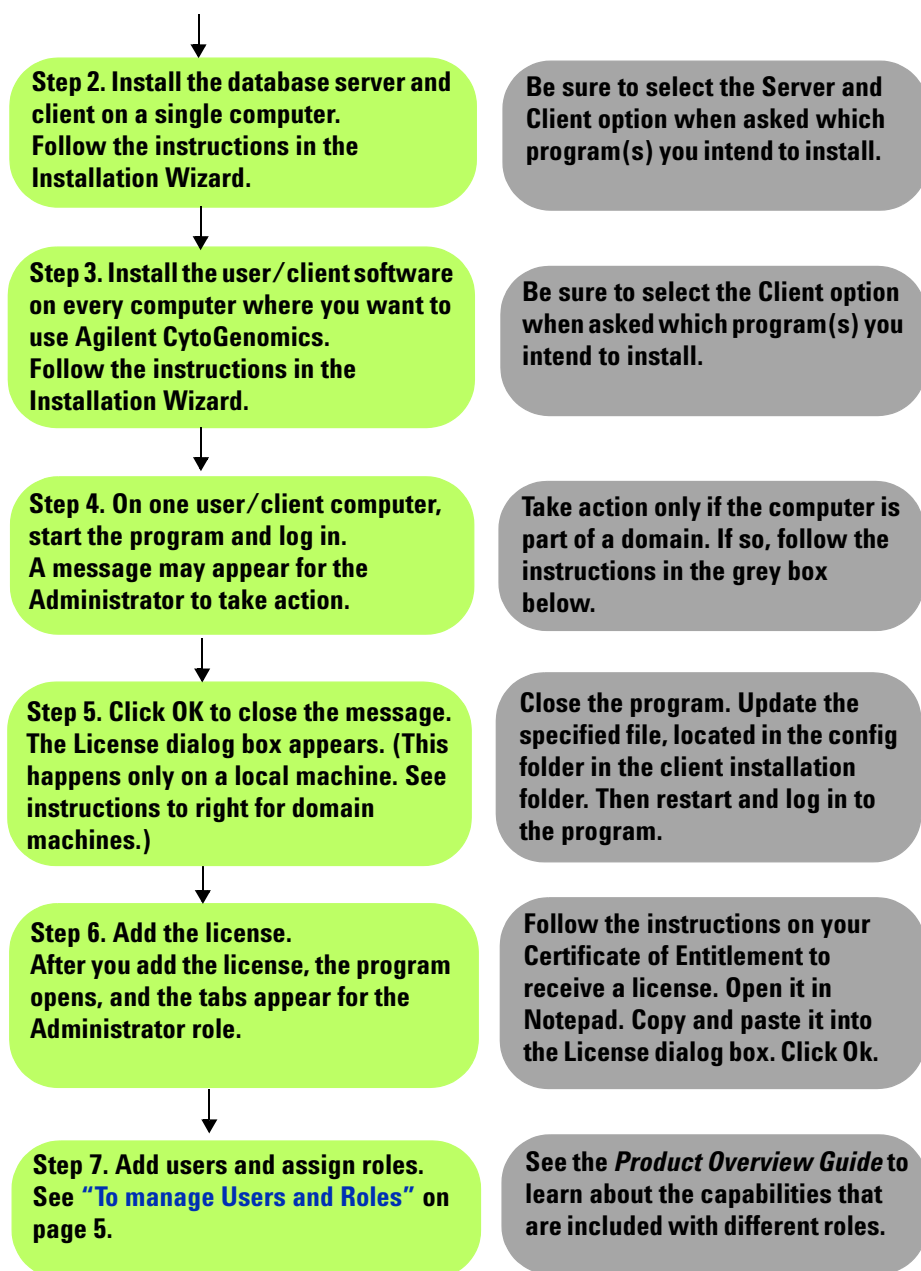 Step 2. Install the database server and
client on a single computer.
Follow the instructions in the
Installation Wizard.
Be sure to select the Server and
Client option when asked which
program(s) you intend to install.
Step 3. Install the user/client software
on every computer where you want to
use Agilent CytoGenomics.
Follow the instructions in the
Installation Wizard.
Be sure to select the Client option
when asked which program(s) you
intend to install.
Step 4. On one user/client computer,
start the program and log in.
A message may appear for the
Administrator to take action.
Take action only if the computer is
part of a domain. If so, follow the
instructions in the grey box
below.
Step 5. Click OK to close the message.
The License dialog box appears. (This
happens only on a local machine. See
instructions to right for domain
machines.)
Close the program. Update the
specified file, located in the config
folder in the client installation
folder. Then restart and log in to
the program.
Step 6. Add the license.
After you add the license, the program
opens, and the tabs appear for the
Administrator role.
Follow the instructions on your
Certificate of Entitlement to
receive a license. Open it in
Notepad. Copy and paste it into
the License dialog box. Click Ok.
Step 7. Add users and assign roles.
See “To manage Users and Roles” on
page 5.
See the Product Overview Guide to
learn about the capabilities that
are included with different roles.